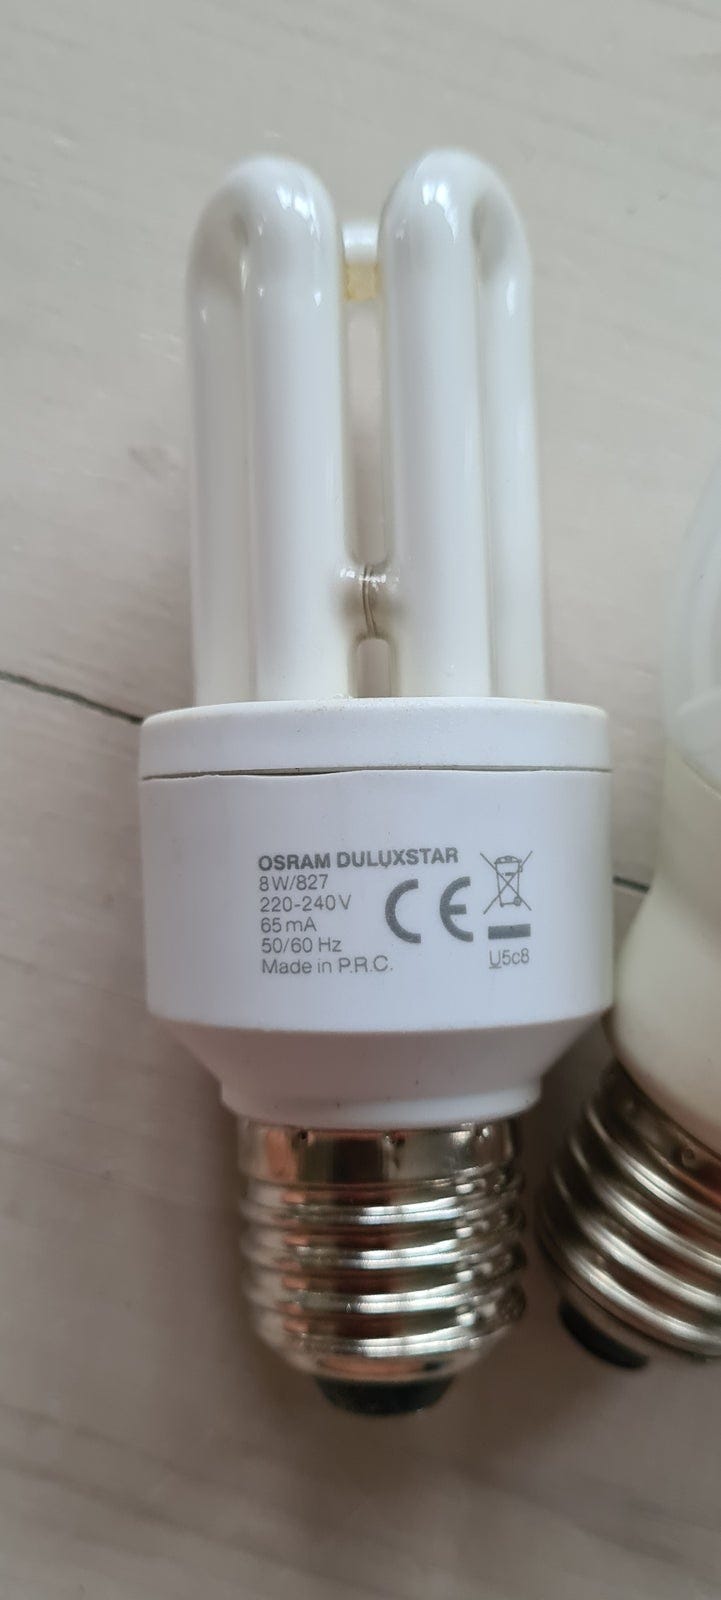 OSRAM DULUXSTAR
8W/827
220-240V
65 mA
50/60 Hz
Made in P.R.C.
CE
U5c8